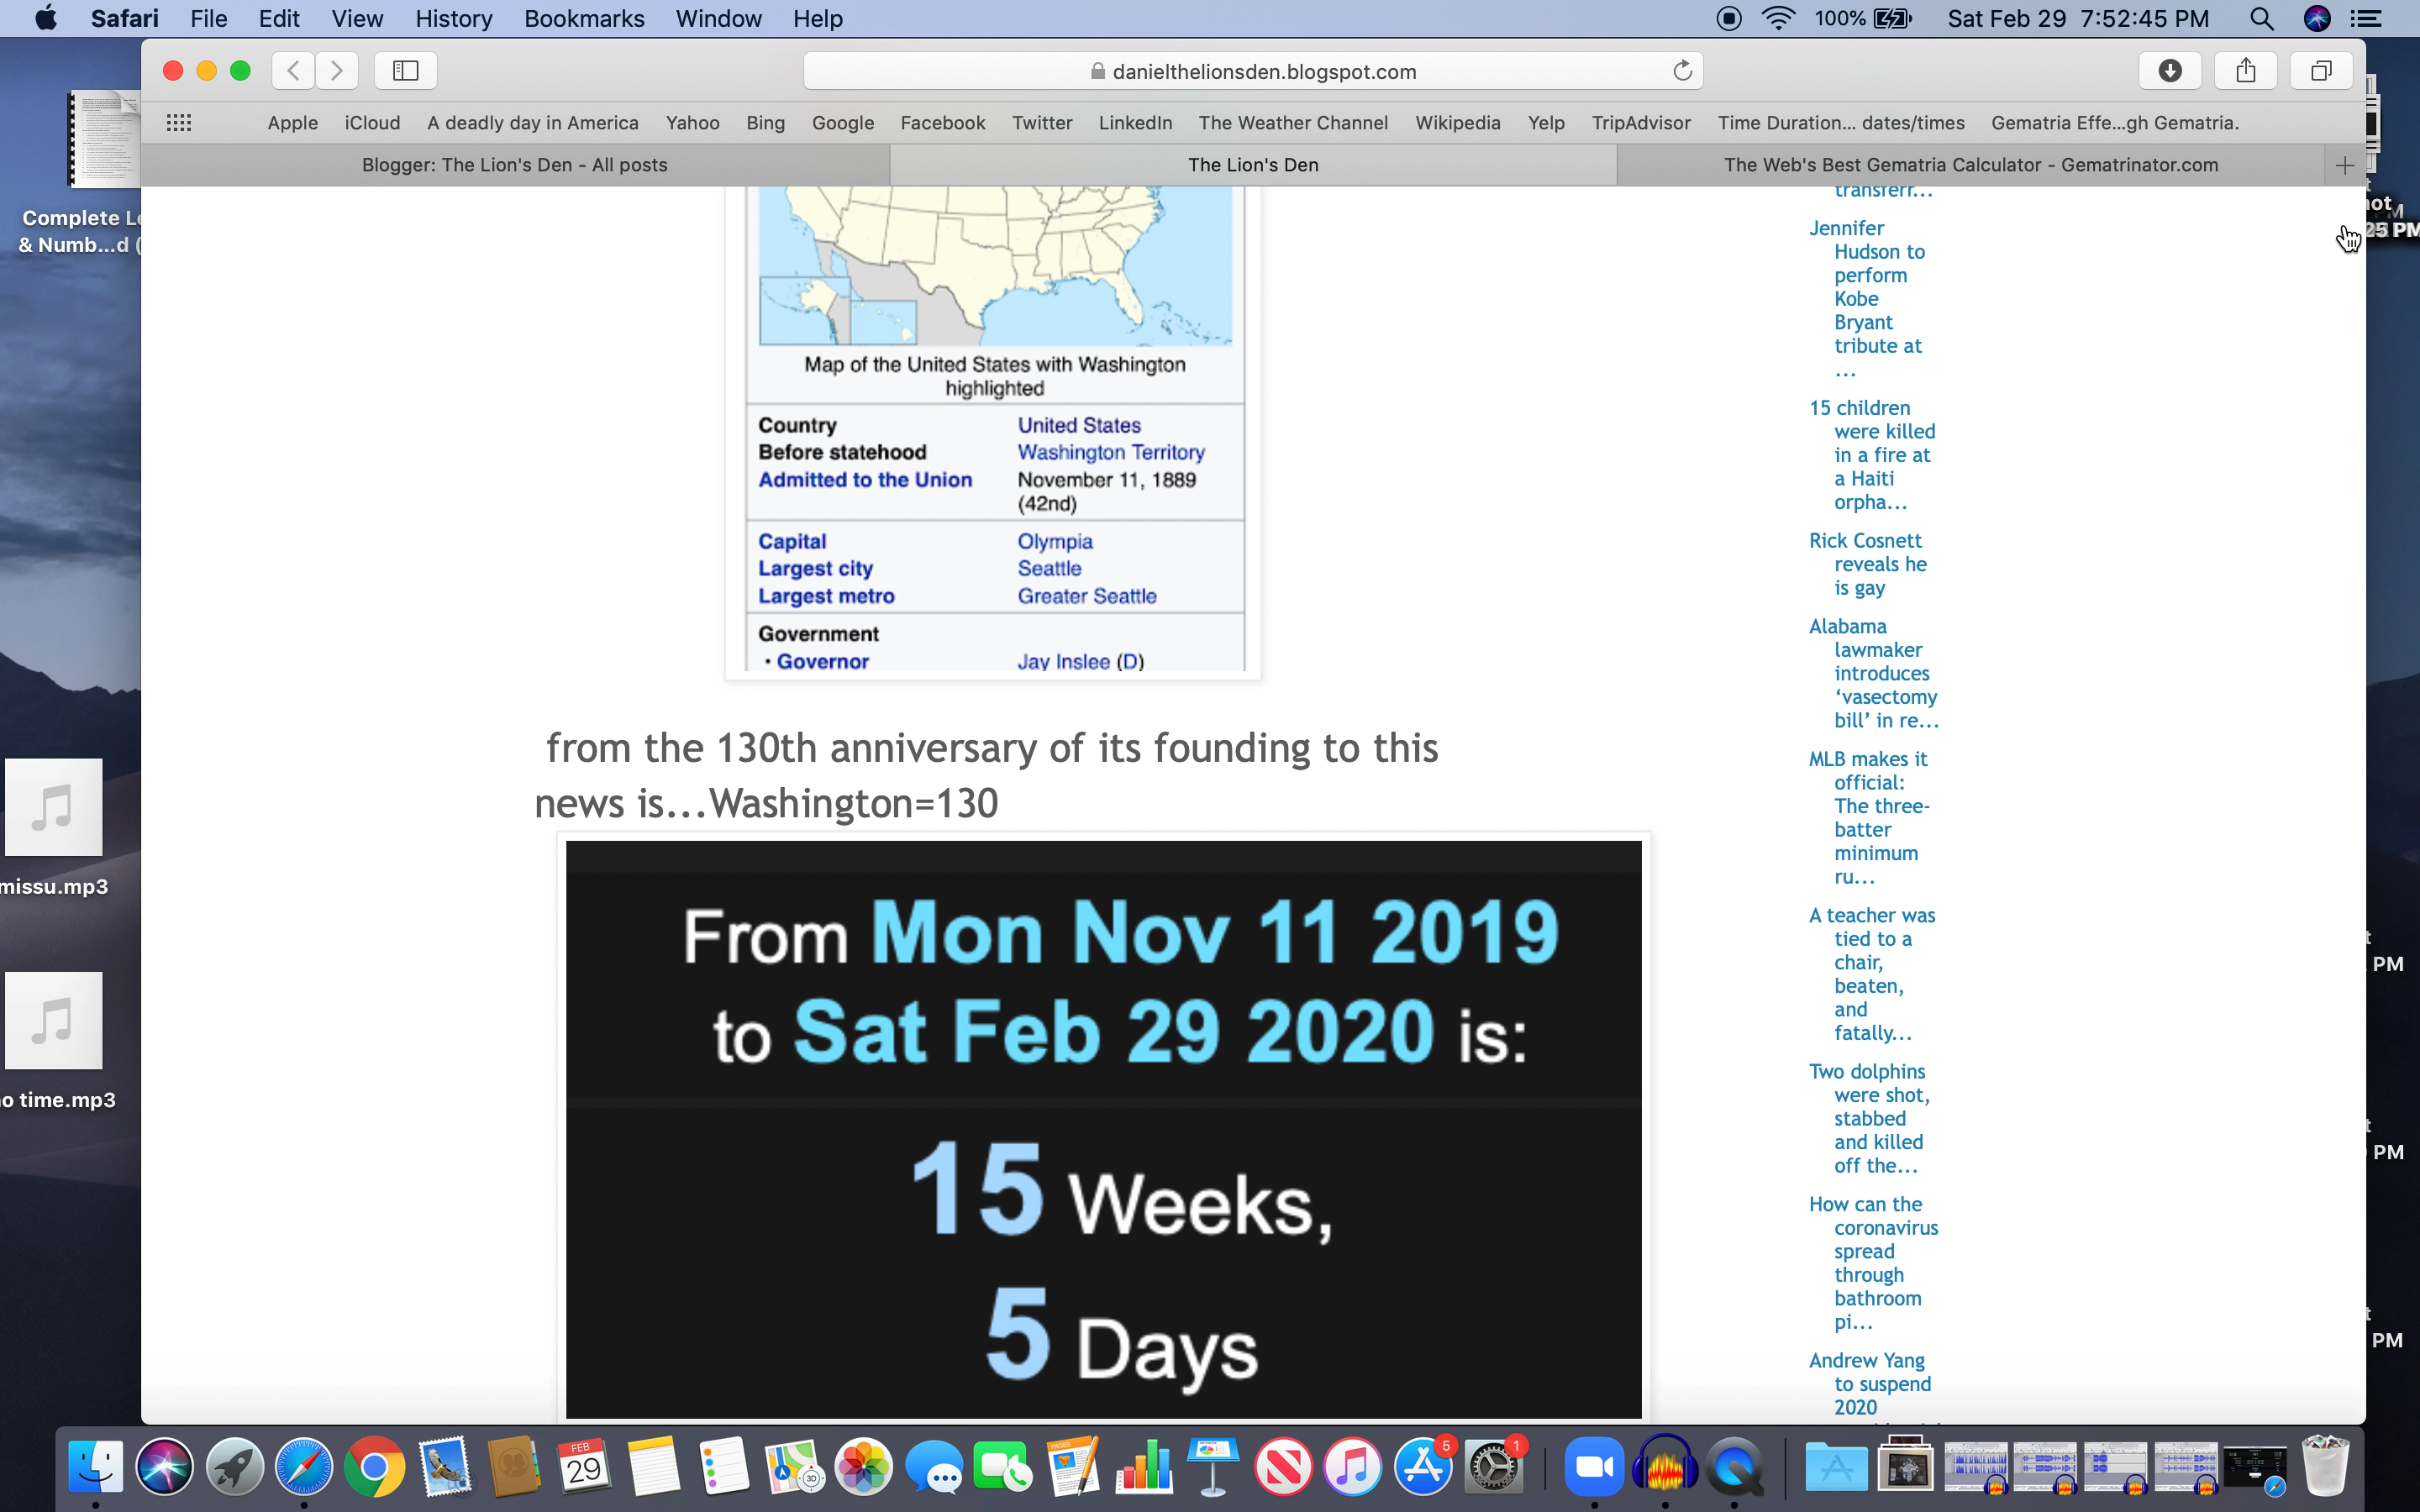 Safari File Edit View History Bookmarks Window Help 100% Sat Feb 29 7:52:45 PM
danielthelionsden.blogspot.com
Apple iCloud A deadly day in America Yahoo Bing Google Facebook Twitter LinkedIn The Weather Channel Wikipedia Yelp TripAdvisor Time Duration... dates/times Gematria Effe...gh Gematria.
Blogger: The Lion's Den - All posts The Lion's Den The Web's Best Gematria Calculator - Gematrinator.com
Complete
& Numb...d (
missu.mp3
o time.mp3
25 PM
PM
PM
PM
Map of the United States with Washington
highlighted
Country United States
Before statehood Washington Territory
Admitted to the Union November 11, 1889
(42nd)
Capital Olympia
Largest city Seattle
Largest metro Greater Seattle
Government
• Governor Jay Inslee (D)
from the 130th anniversary of its founding to this
news is...Washington=130
From Mon Nov 11 2019
to Sat Feb 29 2020 is:
15 Weeks,
5 Days
transferr...
Jennifer
Hudson to
perform
Kobe
Bryant
tribute at
...
15 children
were killed
in a fire at
a Haiti
orpha...
Rick Cosnett
reveals he
is gay
Alabama
lawmaker
introduces
‘vasectomy
bill’ in re...
MLB makes it
official:
The three-
batter
minimum
ru...
A teacher was
tied to a
chair,
beaten,
and
fatally...
Two dolphins
were shot,
stabbed
and killed
off the...
How can the
coronavirus
spread
through
bathroom
pi...
Andrew Yang
to suspend
2020
FEB
29
3D
PAGES
5
1